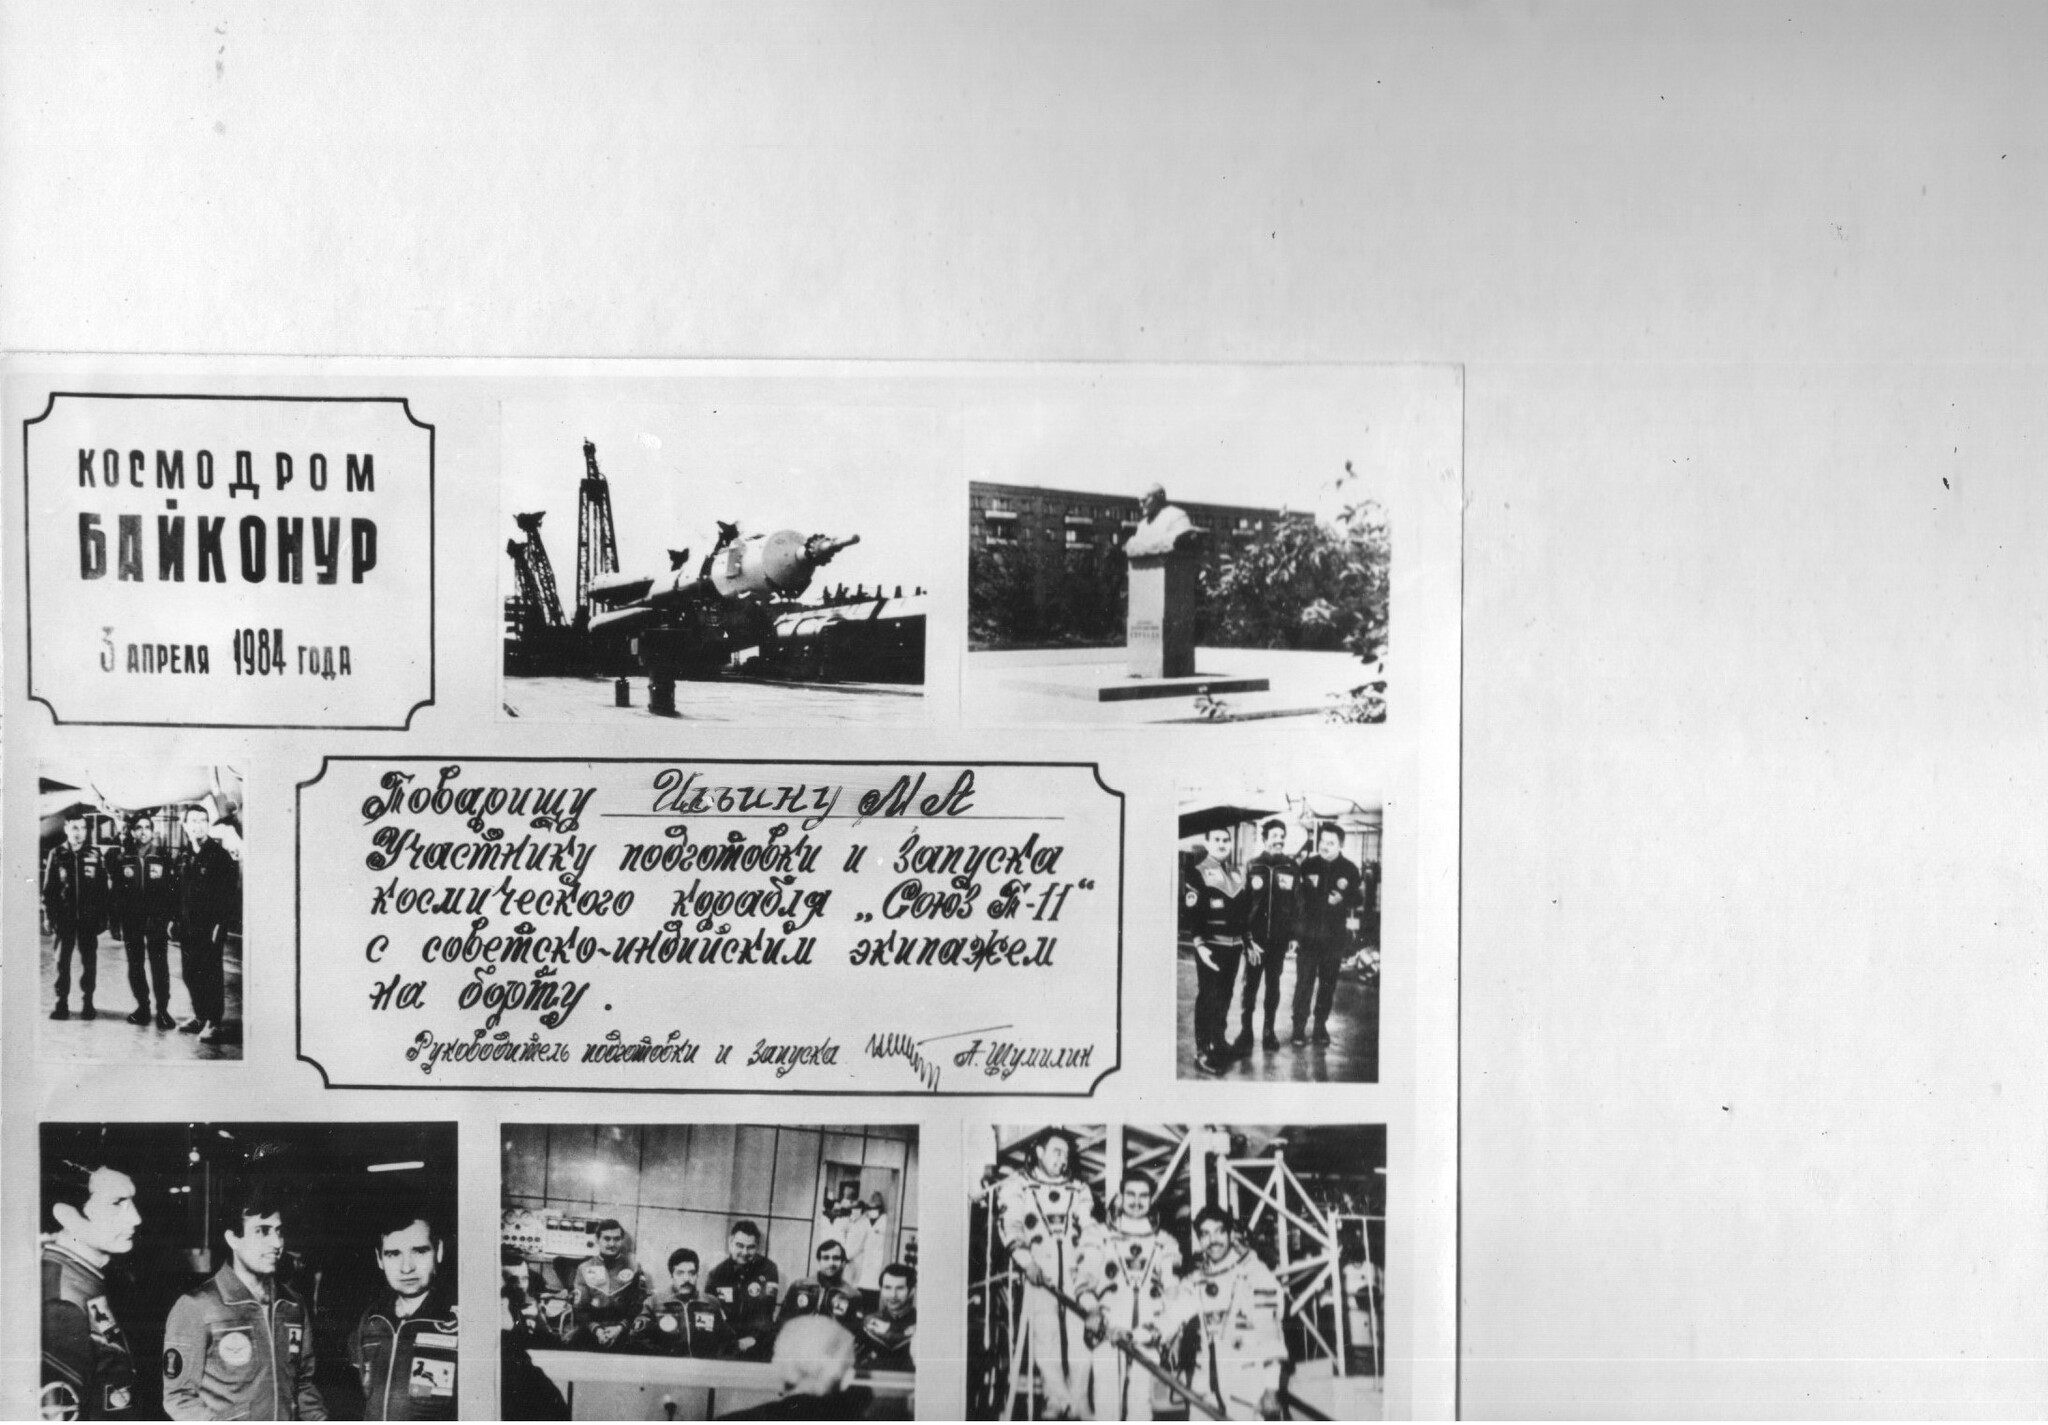 КОСМОДРОМ
БАЙКОНУР
3 АПРЕЛЯ 1984 ГОДА
Товарищу Ильину М А
Участнику подготовки и запуска
космического корабля „Союз Т-11“
с советско-индийским экипажем
на борту.
Руководитель подготовки и запуска А. Шумилин